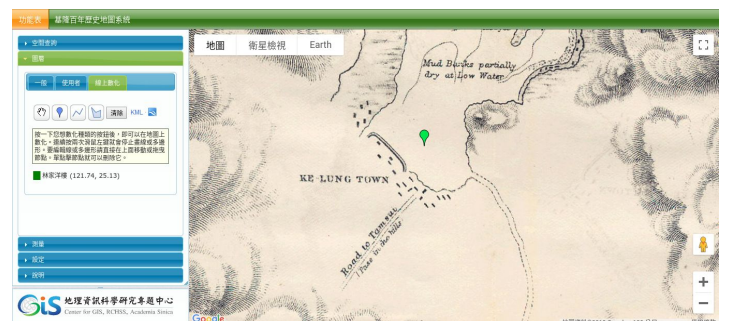 功能表 基隆百年歷史地圖系統
空間查詢
圖層
一般 使用者 線上數化
清除 KML
按一下您想數化種類的按鈕後，即可以在地圖上
數化，連續按兩次滑鼠左鍵就會停止畫線或多邊
形。要編輯線或多邊形請直接在上面移動或拖曳
節點，單點擊節點就可以刪除它。
林家洋樓 (121.74, 25.13)
測量
設定
說明
GiS 地理資訊科學研究專題中心
Center for GIS, RCHSS, Academia Sinica
地圖 衛星檢視 Earth
Mud Banks partially
dry at Low Water
KE-LUNG TOWN
Road to Tamsui
1 Pass in the hills
Google